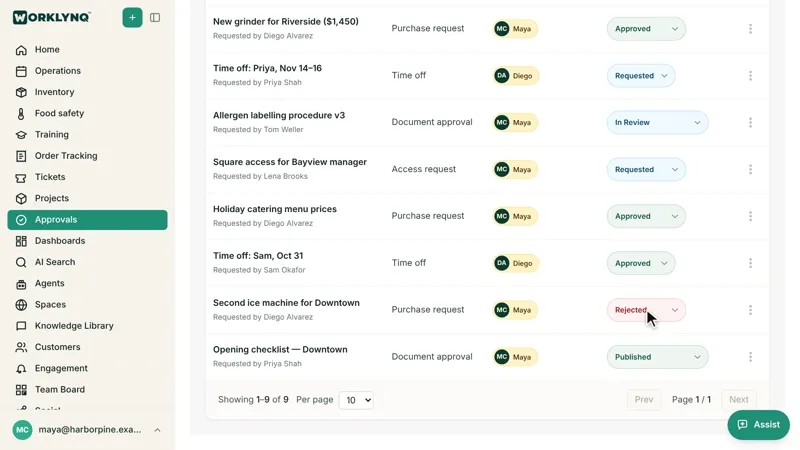 WORKLYNQ
Home
Operations
Inventory
Food safety
Training
Order Tracking
Tickets
Projects
Approvals
Dashboards
AI Search
Agents
Spaces
Knowledge Library
Customers
Engagement
Team Board
MC maya@harborpine.exa...
New grinder for Riverside ($1,450)
Requested by Diego Alvarez
Purchase request
MC Maya
Approved
Time off: Priya, Nov 14–16
Requested by Priya Shah
Time off
DA Diego
Requested
Allergen labelling procedure v3
Requested by Tom Weller
Document approval
MC Maya
In Review
Square access for Bayview manager
Requested by Lena Brooks
Access request
MC Maya
Requested
Holiday catering menu prices
Requested by Diego Alvarez
Purchase request
MC Maya
Approved
Time off: Sam, Oct 31
Requested by Sam Okafor
Time off
DA Diego
Approved
Second ice machine for Downtown
Requested by Diego Alvarez
Purchase request
MC Maya
Rejected
Opening checklist — Downtown
Requested by Priya Shah
Document approval
MC Maya
Published
Showing 1–9 of 9 Per page 10
Prev Page 1 / 1 Next
Assist